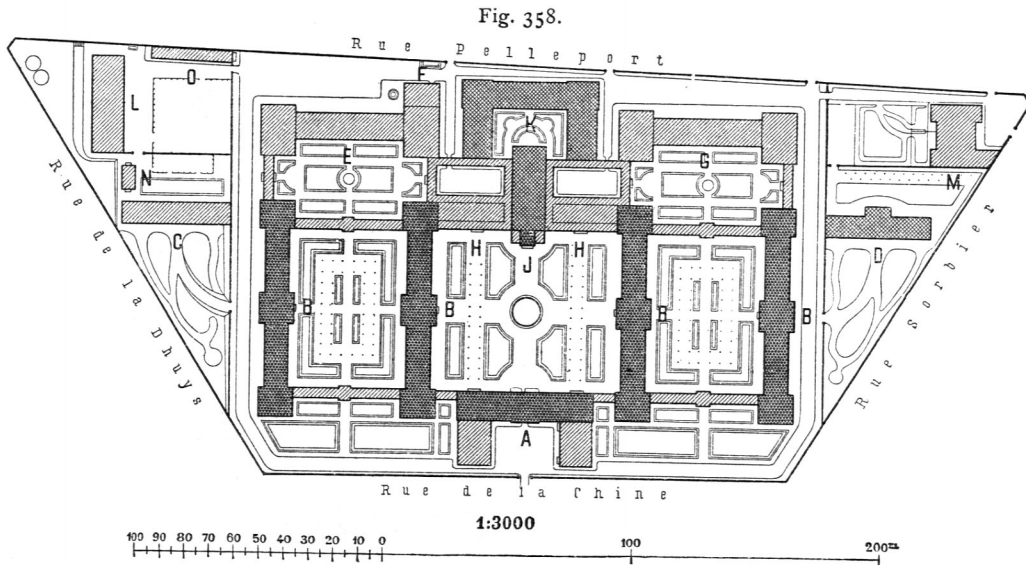 Fig. 358.
Rue Pelleport
F
O
L
K
E
G
N
M
Rue de la Dhuys
C
H
J
H
D
Rue Sorbier
B
B
B
B
A
Rue de la Chine
1:3000
100 90 80 70 60 50 40 30 20 10 0 100 200m